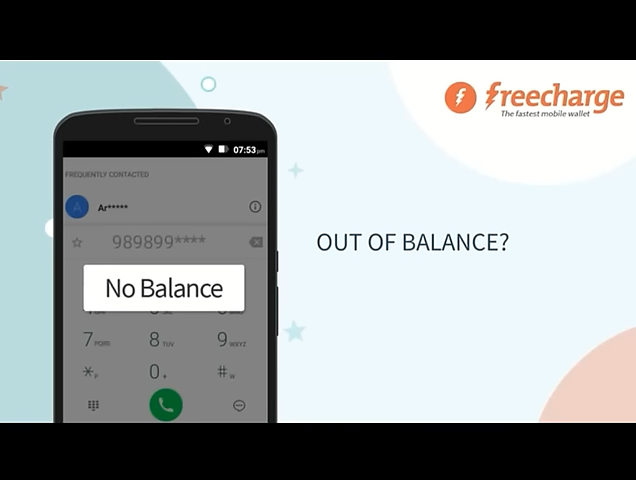 freecharge
The fastest mobile wallet
07:53 pm
FREQUENTLY CONTACTED
A
Ar*****
989899****
No Balance
OUT OF BALANCE?
7 PQRS 8 TUV 9 WXYZ
* P 0 + # W